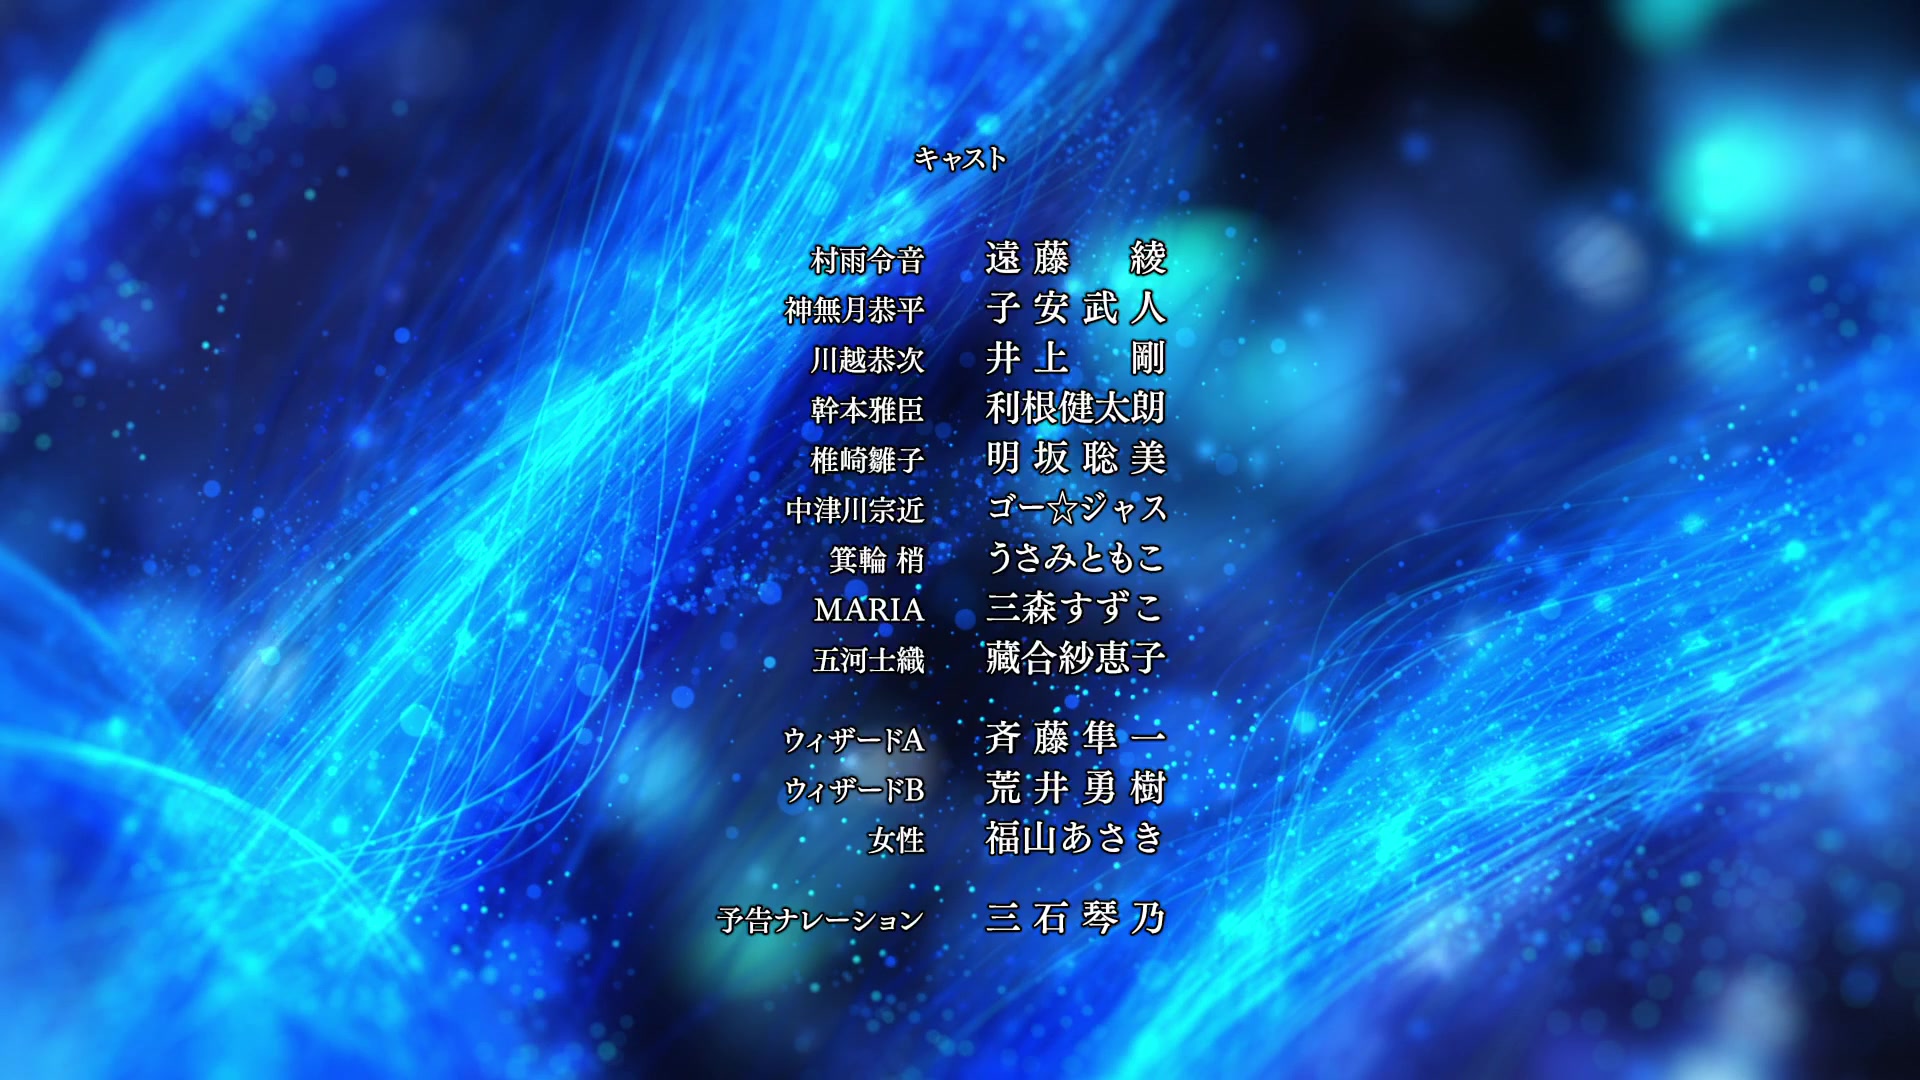 キャスト
村雨令音 遠藤 綾
神無月恭平 子安武人
川越恭次 井上 剛
幹本雅臣 利根健太朗
椎崎雛子 明坂聡美
中津川宗近 ゴー☆ジャス
箕輪 梢 うさみともこ
MARIA 三森すずこ
五河士織 藏合紗恵子
ウィザードA 斉藤隼一
ウィザードB 荒井勇樹
女性 福山あさき
予告ナレーション 三石琴乃